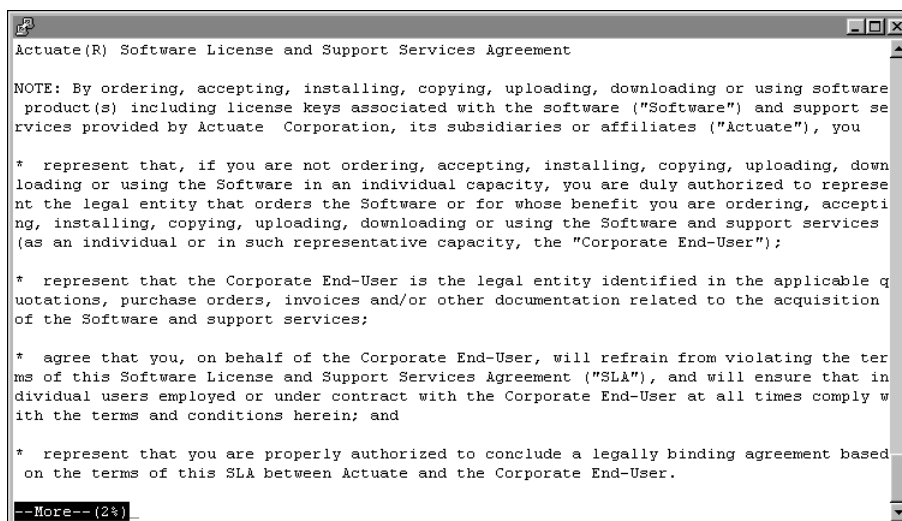 Actuate(R) Software License and Support Services Agreement
NOTE: By ordering, accepting, installing, copying, uploading, downloading or using software
 product(s) including license keys associated with the software ("Software") and support se
rvices provided by Actuate  Corporation, its subsidiaries or affiliates ("Actuate"), you
*  represent that, if you are not ordering, accepting, installing, copying, uploading, down
loading or using the Software in an individual capacity, you are duly authorized to represe
nt the legal entity that orders the Software or for whose benefit you are ordering, accepti
ng, installing, copying, uploading, downloading or using the Software and support services
(as an individual or in such representative capacity, the "Corporate End-User");
*  represent that the Corporate End-User is the legal entity identified in the applicable q
uotations, purchase orders, invoices and/or other documentation related to the acquisition
of the Software and support services;
*  agree that you, on behalf of the Corporate End-User, will refrain from violating the ter
ms of this Software License and Support Services Agreement ("SLA"), and will ensure that in
dividual users employed or under contract with the Corporate End-User at all times comply w
ith the terms and conditions herein; and
*  represent that you are properly authorized to conclude a legally binding agreement based
 on the terms of this SLA between Actuate and the Corporate End-User.
--More--(2%)